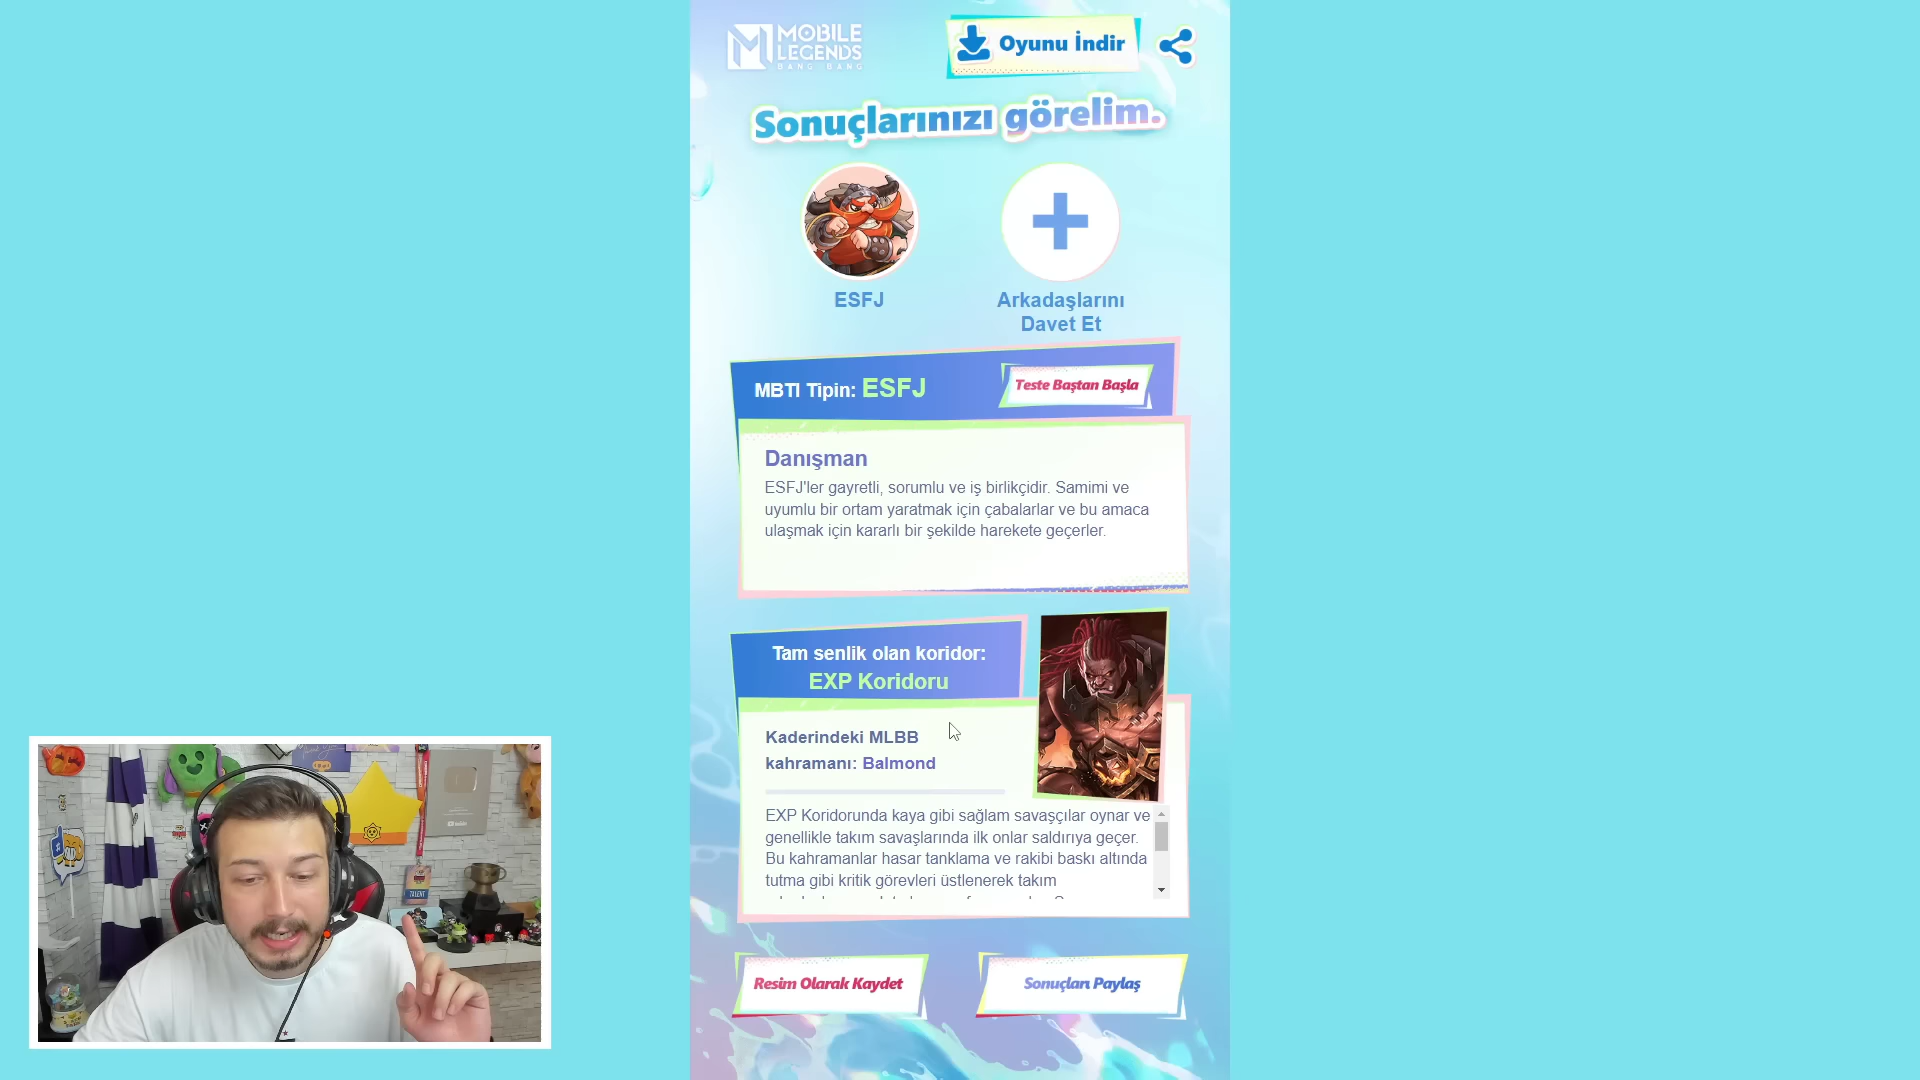 MOBILE
LEGENDS
BANG BANG
Oyunu İndir
Sonuçlarınızı görelim.
ESFJ
Arkadaşlarını
Davet Et
MBTI Tipin: ESFJ
Teste Baştan Başla
Danışman
ESFJ'ler gayretli, sorumlu ve iş birlikçidir. Samimi ve
uyumlu bir ortam yaratmak için çabalarlar ve bu amaca
ulaşmak için kararlı bir şekilde harekete geçerler.
Tam senlik olan koridor:
EXP Koridoru
Kaderindeki MLBB
kahramanı: Balmond
EXP Koridorunda kaya gibi sağlam savaşçılar oynar ve
genellikle takım savaşlarında ilk onlar saldırıya geçer.
Bu kahramanlar hasar tanklama ve rakibi baskı altında
tutma gibi kritik görevleri üstlenerek takım
Resim Olarak Kaydet
Sonuçları Paylaş
TALENT